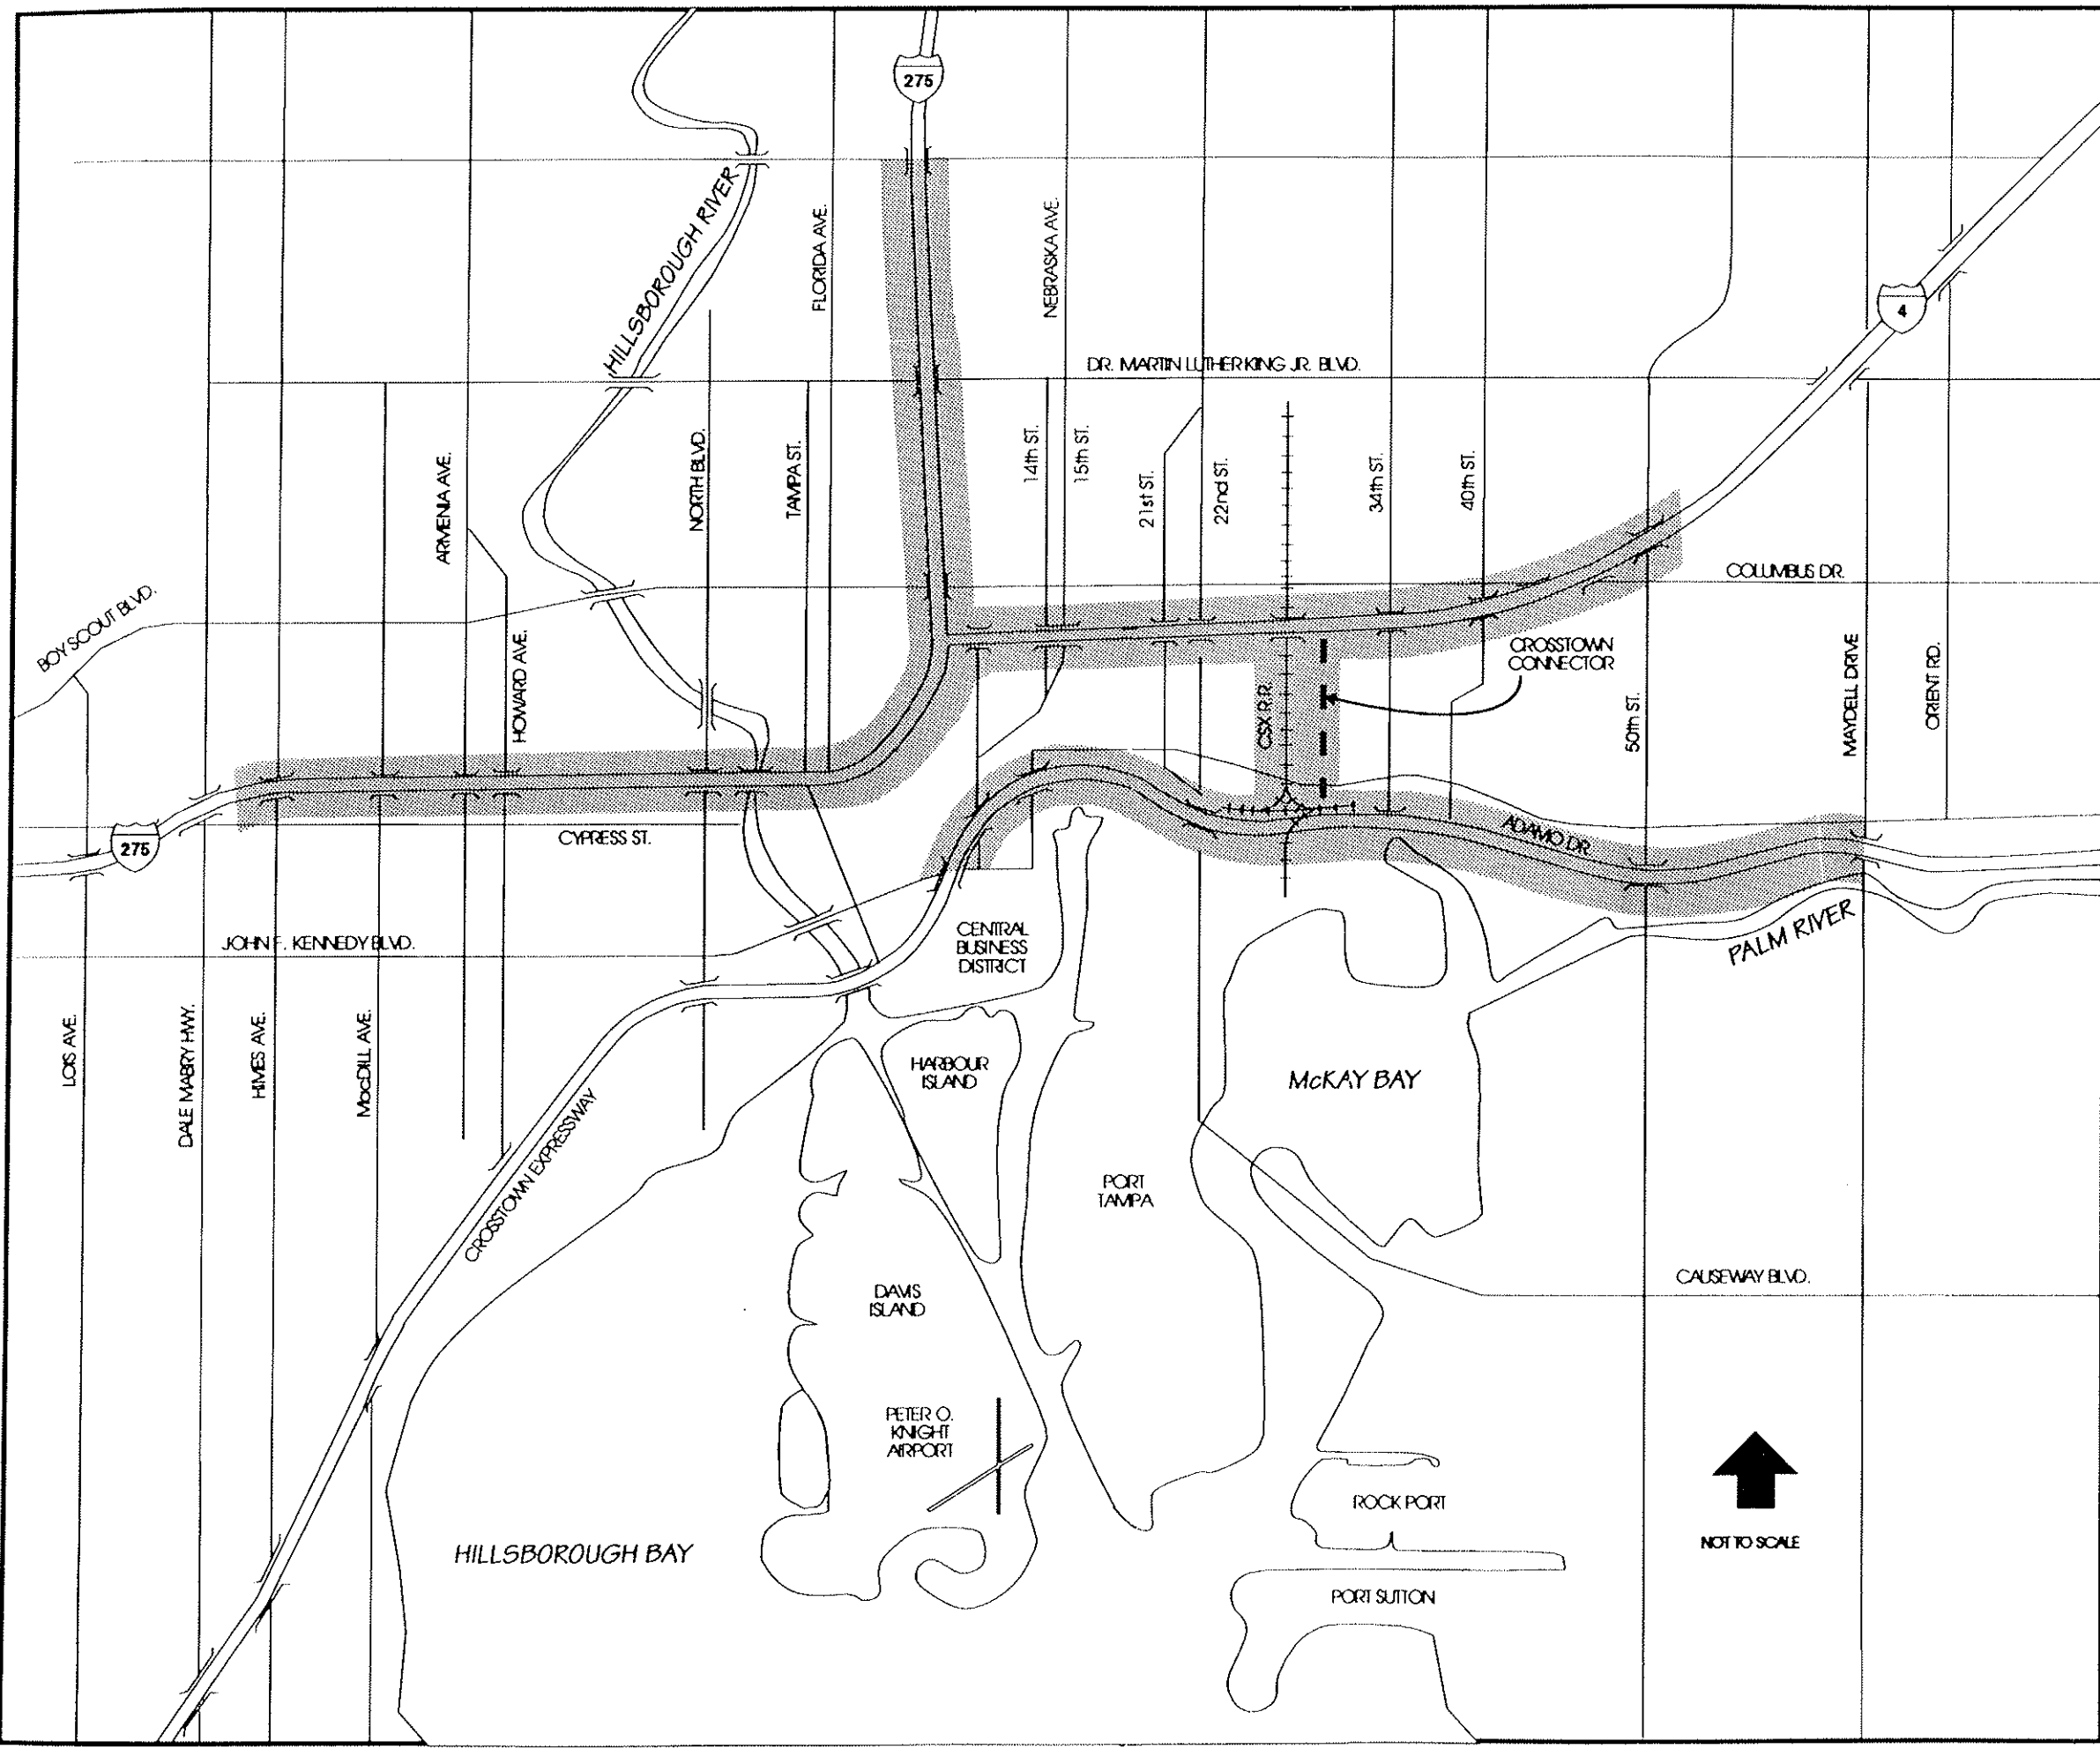 275
HILLSBOROUGH RIVER
FLORIDA AVE.
NEBRASKA AVE.
4
DR. MARTIN LUTHER KING JR. BLVD.
ARMENIA AVE.
NORTH BLVD.
TAMPA ST.
14th ST.
15th ST.
21st ST.
22nd ST.
34th ST.
40th ST.
COLUMBUS DR.
BOY SCOUT BLVD.
HOWARD AVE.
CSX R.R.
CROSSTOWN
CONNECTOR
50th ST.
MAYDELL DRIVE
ORIENT RD.
275
CYPRESS ST.
ADAMO DR.
JOHN F. KENNEDY BLVD.
CENTRAL
BUSINESS
DISTRICT
PALM RIVER
LOIS AVE.
DALE MABRY HWY.
HIMES AVE.
MacDILL AVE.
HARBOUR
ISLAND
McKAY BAY
CROSSTOWN EXPRESSWAY
PORT
TAMPA
DAVIS
ISLAND
CAUSEWAY BLVD.
PETER O.
KNIGHT
AIRPORT
ROCK PORT
HILLSBOROUGH BAY
NOT TO SCALE
PORT SUTTON